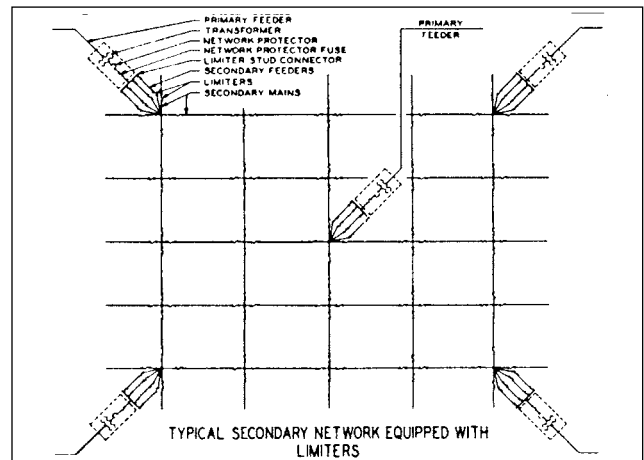 PRIMARY FEEDER
TRANSFORMER
NETWORK PROTECTOR
NETWORK PROTECTOR FUSE
LIMITER STUD CONNECTOR
SECONDARY FEEDERS
LIMITERS
SECONDARY MAINS
PRIMARY
FEEDER
TYPICAL SECONDARY NETWORK EQUIPPED WITH
LIMITERS